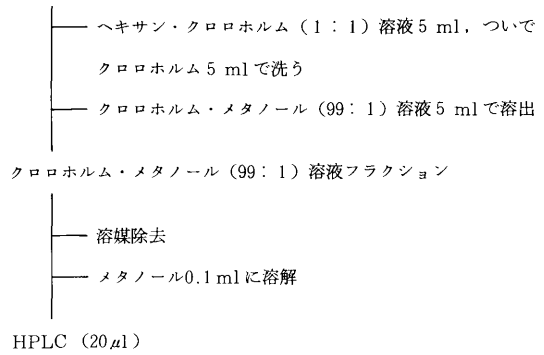 ヘキサン・クロロホルム（1：1）溶液5 ml，ついで
クロロホルム5 mlで洗う
クロロホルム・メタノール（99：1）溶液5 mlで溶出
クロロホルム・メタノール（99：1）溶液フラクション
溶媒除去
メタノール0.1 mlに溶解
HPLC（20μl）